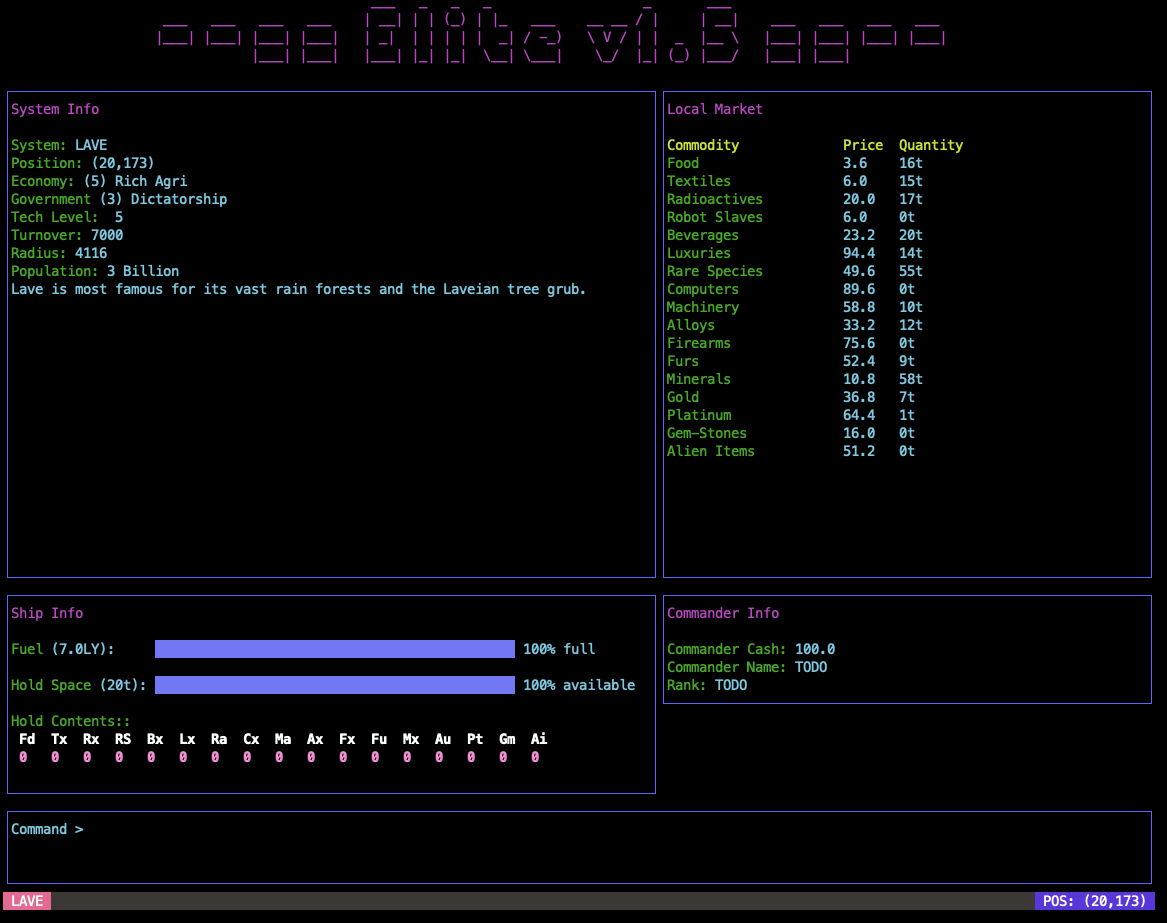 Elite v1.5
System Info
System: LAVE
Position: (20,173)
Economy: (5) Rich Agri
Government (3) Dictatorship
Tech Level:  5
Turnover: 7000
Radius: 4116
Population: 3 Billion
Lave is most famous for its vast rain forests and the Laveian tree grub.
Local Market
Commodity Price Quantity
Food 3.6 16t
Textiles 6.0 15t
Radioactives 20.0 17t
Robot Slaves 6.0 0t
Beverages 23.2 20t
Luxuries 94.4 14t
Rare Species 49.6 55t
Computers 89.6 0t
Machinery 58.8 10t
Alloys 33.2 12t
Firearms 75.6 0t
Furs 52.4 9t
Minerals 10.8 58t
Gold 36.8 7t
Platinum 64.4 1t
Gem-Stones 16.0 0t
Alien Items 51.2 0t
Ship Info
Fuel (7.0LY): 100% full
Hold Space (20t): 100% available
Hold Contents::
Fd Tx Rx RS Bx Lx Ra Cx Ma Ax Fx Fu Mx Au Pt Gm Ai
0 0 0 0 0 0 0 0 0 0 0 0 0 0 0 0 0
Commander Info
Commander Cash: 100.0
Commander Name: TODO
Rank: TODO
Command >
LAVE POS: (20,173)